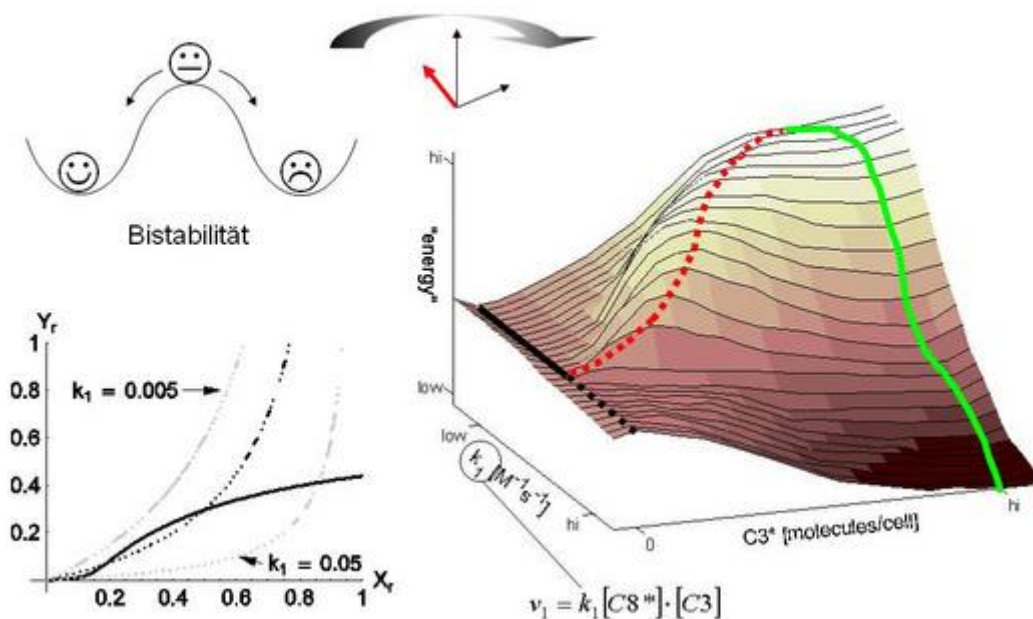 Bistabilität
Yr
1
0.8
0.6
0.4
0.2
k1 = 0.005
k1 = 0.05
0.2
0.4
0.6
0.8
1
Xr
hi
"energy"
low
low
k1 [M⁻¹s⁻¹]
hi
0
C3* [molecules/cell]
hi
v1 = k1[C8*]·[C3]